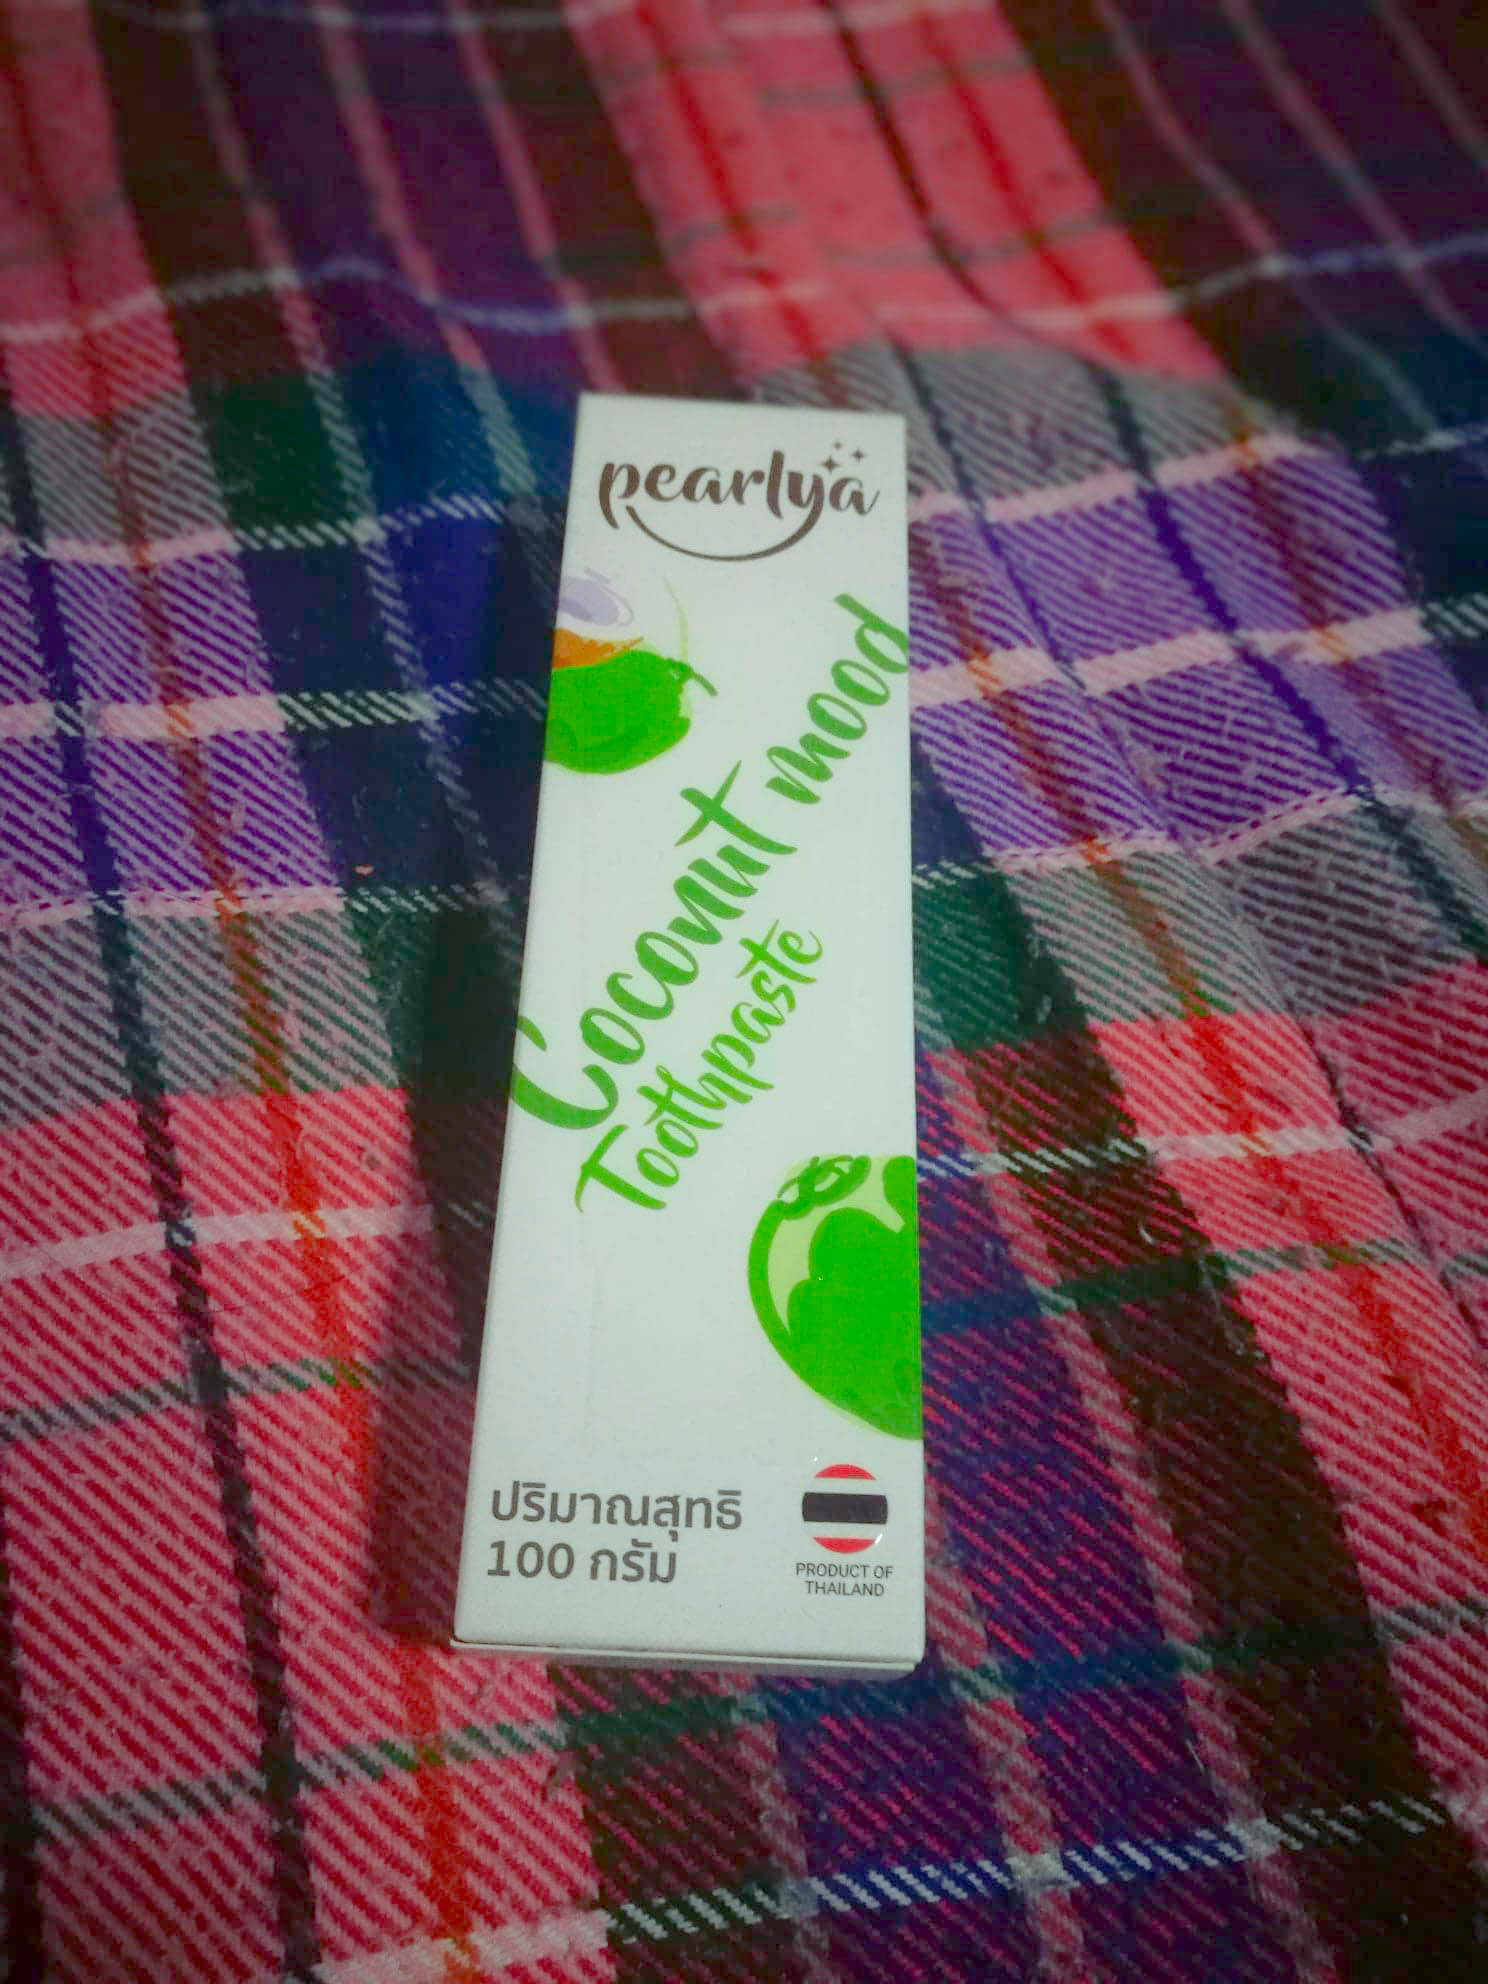 pearlya
Coconut mood
Toothpaste
ปริมาณสุทธิ
100 กรัม
PRODUCT OF
THAILAND